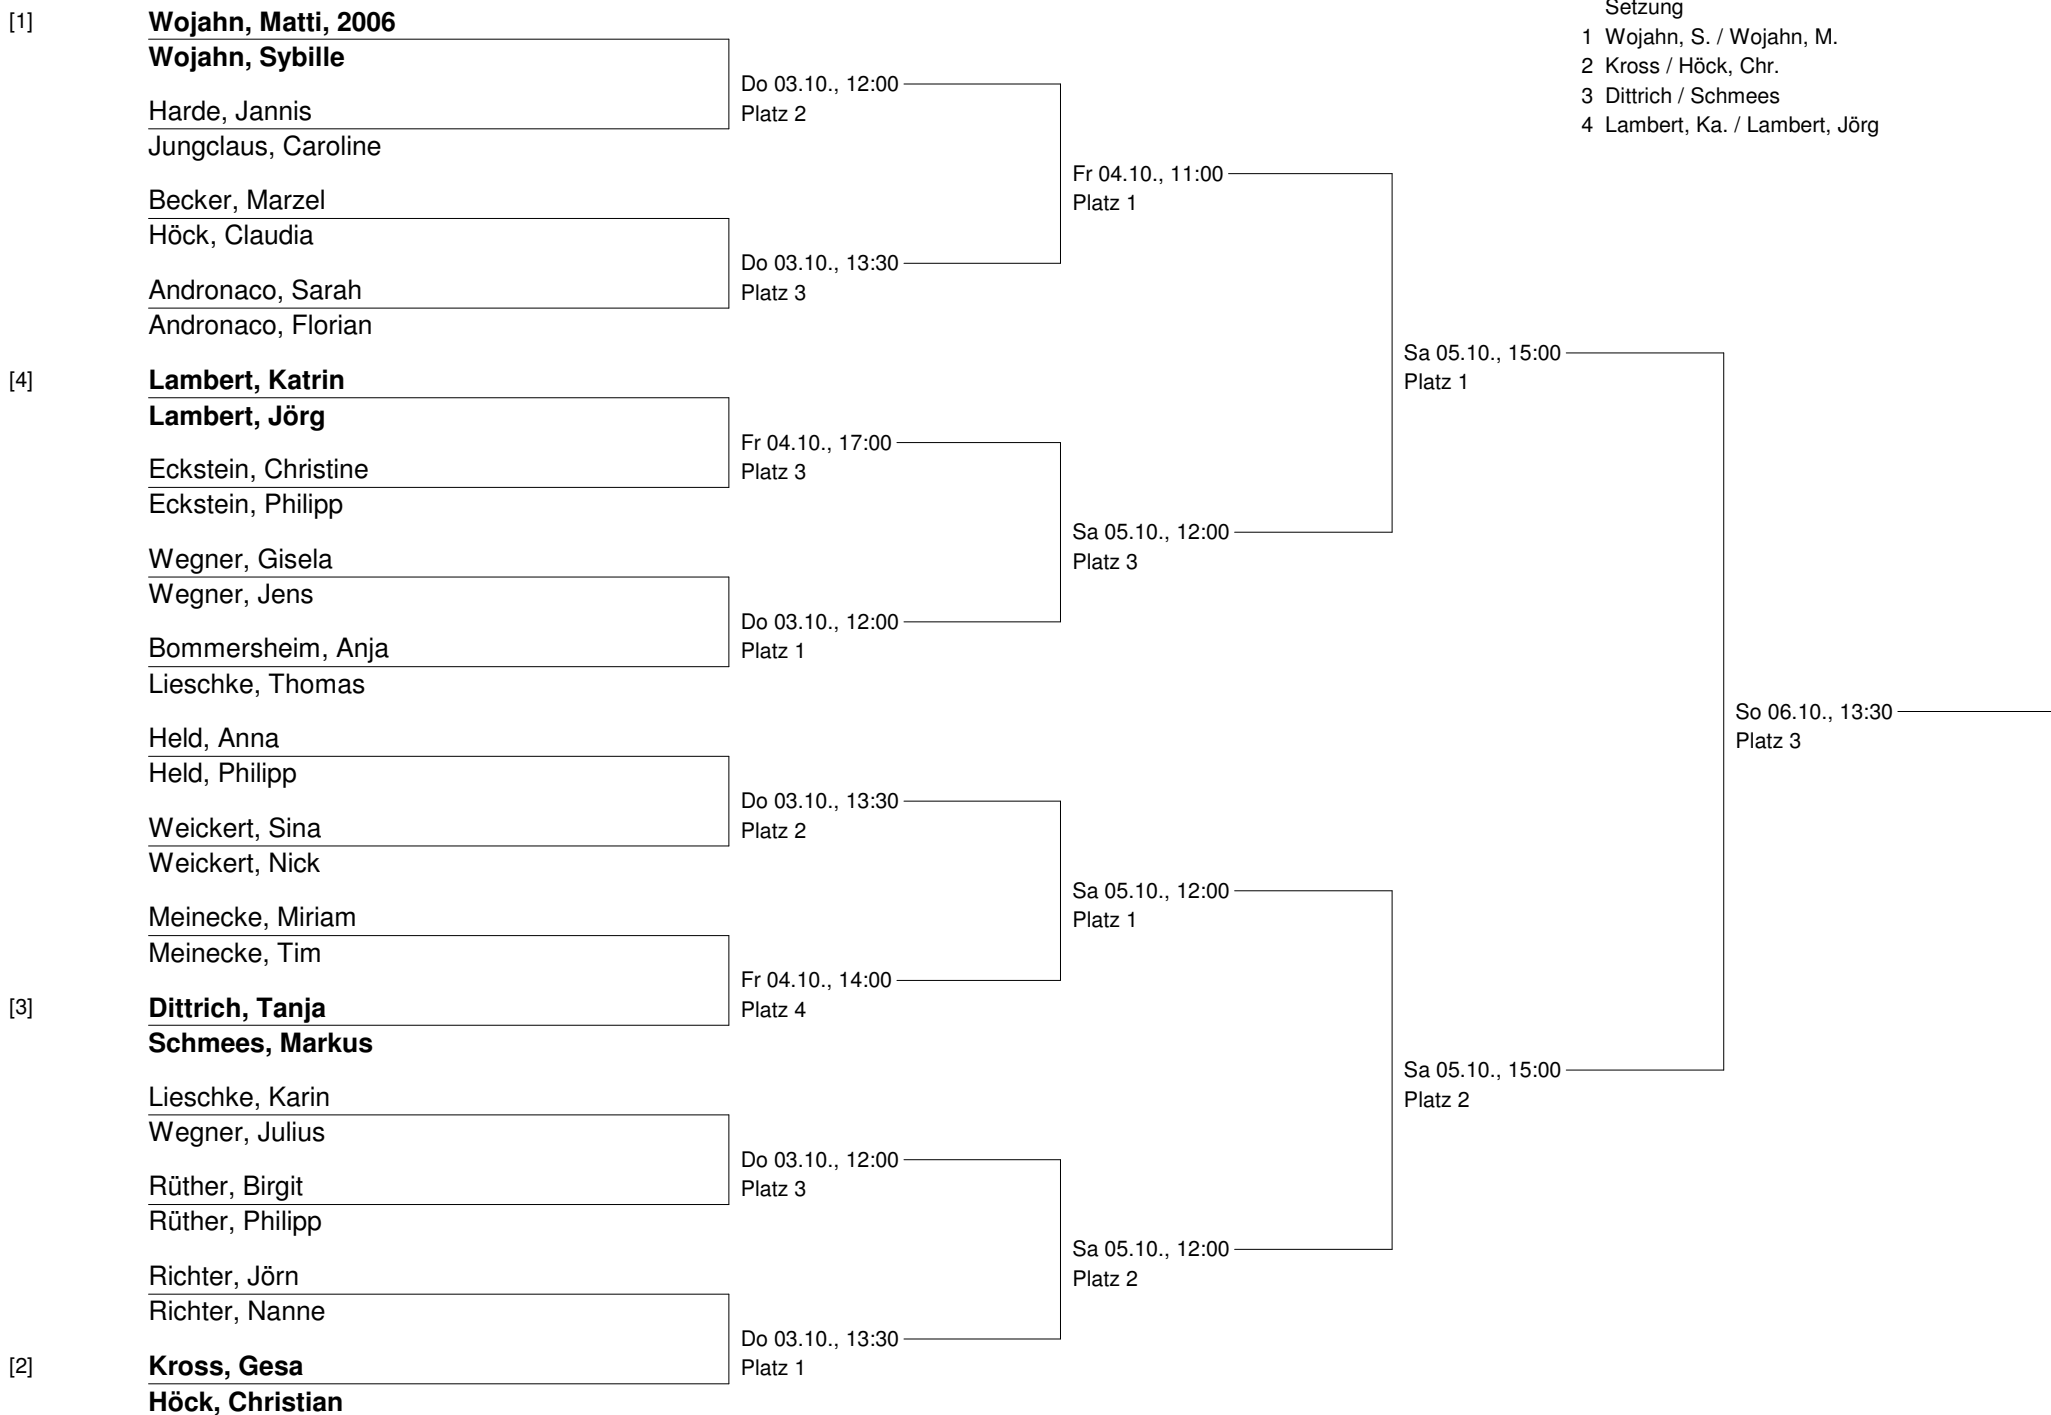 Setzung
1 Wojahn, S. / Wojahn, M.
2 Kross / Höck, Chr.
3 Dittrich / Schmees
4 Lambert, Ka. / Lambert, Jörg
[1] Wojahn, Matti, 2006
Wojahn, Sybille
Do 03.10., 12:00
Platz 2
Harde, Jannis
Jungclaus, Caroline
Fr 04.10., 11:00
Platz 1
Becker, Marzel
Höck, Claudia
Do 03.10., 13:30
Platz 3
Andronaco, Sarah
Andronaco, Florian
Sa 05.10., 15:00
Platz 1
[4] Lambert, Katrin
Lambert, Jörg
Fr 04.10., 17:00
Platz 3
Eckstein, Christine
Eckstein, Philipp
Sa 05.10., 12:00
Platz 3
Wegner, Gisela
Wegner, Jens
Do 03.10., 12:00
Platz 1
Bommersheim, Anja
Lieschke, Thomas
So 06.10., 13:30
Platz 3
Held, Anna
Held, Philipp
Do 03.10., 13:30
Platz 2
Weickert, Sina
Weickert, Nick
Sa 05.10., 12:00
Platz 1
Meinecke, Miriam
Meinecke, Tim
Fr 04.10., 14:00
Platz 4
[3] Dittrich, Tanja
Schmees, Markus
Sa 05.10., 15:00
Platz 2
Lieschke, Karin
Wegner, Julius
Do 03.10., 12:00
Platz 3
Rüther, Birgit
Rüther, Philipp
Sa 05.10., 12:00
Platz 2
Richter, Jörn
Richter, Nanne
Do 03.10., 13:30
Platz 1
[2] Kross, Gesa
Höck, Christian